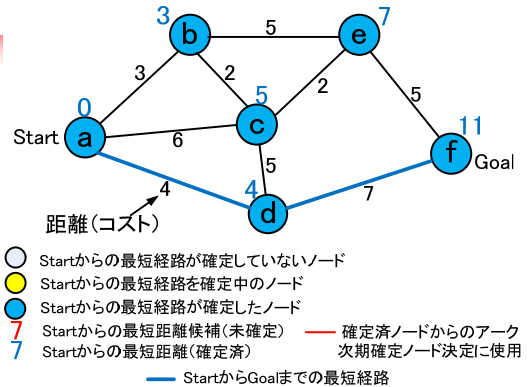 3
7
b
5
e
3
2
5
2
5
0
Start
a
6
c
11
f
Goal
5
4
4
d
7
距離(コスト)
Startからの最短経路が確定していないノード
Startからの最短経路を確定中のノード
Startからの最短経路が確定したノード
7 Startからの最短距離候補(未確定)
7 Startからの最短距離(確定済)
確定済ノードからのアーク
次期確定ノード決定に使用
StartからGoalまでの最短経路